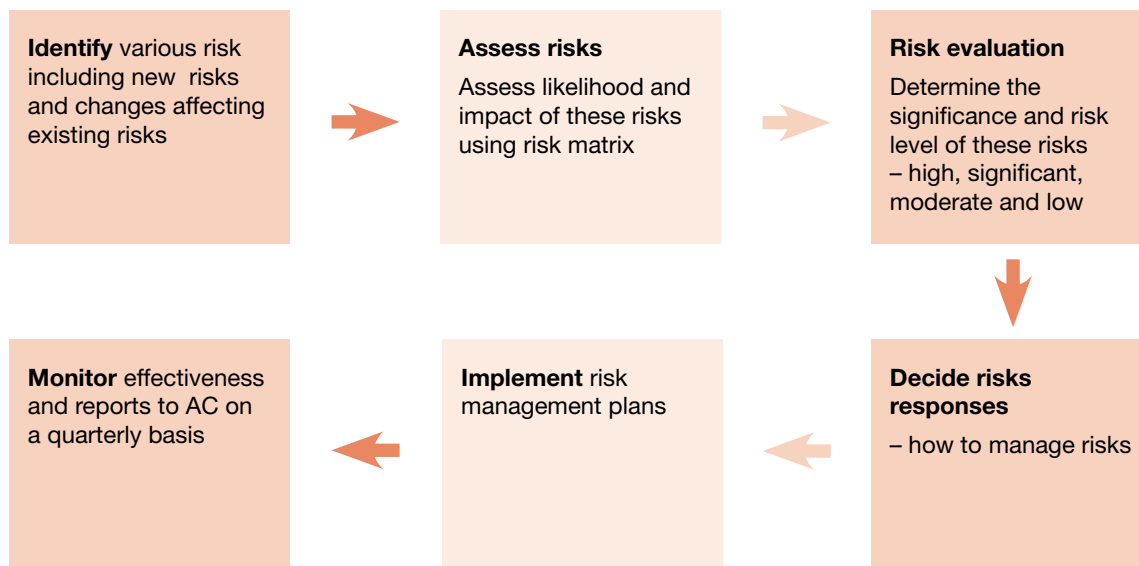 Identify various risk
including new risks
and changes affecting
existing risks
Assess risks
Assess likelihood and
impact of these risks
using risk matrix
Risk evaluation
Determine the
significance and risk
level of these risks
– high, significant,
moderate and low
Decide risks
responses
– how to manage risks
Implement risk
management plans
Monitor effectiveness
and reports to AC on
a quarterly basis